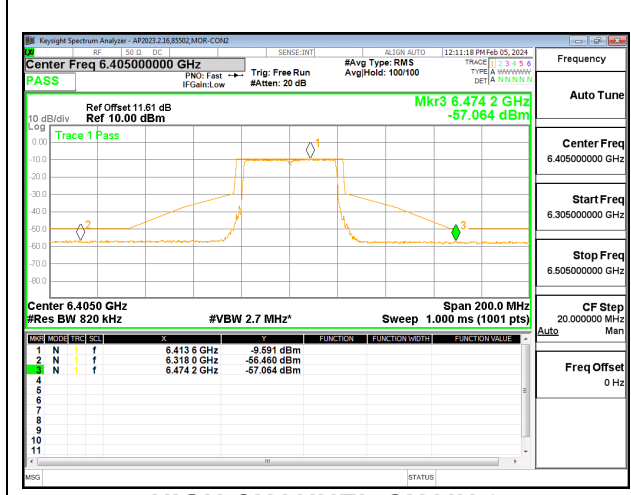 Keysight Spectrum Analyzer - AP2023.2.16,85502,MOR-CON2
RF 50 Ω DC SENSE:INT ALIGN AUTO 12:11:18 PM Feb 05, 2024
Center Freq 6.405000000 GHz
#Avg Type: RMS
TRACE 1 2 3 4 5 6
PASS
PNO: Fast
Trig: Free Run
Avg|Hold: 100/100
TYPE A WWWWW
IFGain:Low
#Atten: 20 dB
DET A N N N N N
Mkr3 6.474 2 GHz
-57.064 dBm
Ref Offset 11.61 dB
10 dB/div Ref 10.00 dBm
Log
Trace 1 Pass
0.00
-10.0
-20.0
-30.0
-40.0
-50.0
-60.0
-70.0
-80.0
1
2
3
Center 6.4050 GHz
Span 200.0 MHz
#Res BW 820 kHz
#VBW 2.7 MHz*
Sweep 1.000 ms (1001 pts)
MKR MODE TRC SCL X Y FUNCTION FUNCTION WIDTH FUNCTION VALUE
1 N 1 f 6.413 6 GHz -9.591 dBm
2 N 1 f 6.318 0 GHz -56.460 dBm
3 N 1 f 6.474 2 GHz -57.064 dBm
4
5
6
7
8
9
10
11
MSG
STATUS
Frequency
Auto Tune
Center Freq
6.405000000 GHz
Start Freq
6.305000000 GHz
Stop Freq
6.505000000 GHz
CF Step
20.000000 MHz
Auto Man
Freq Offset
0 Hz